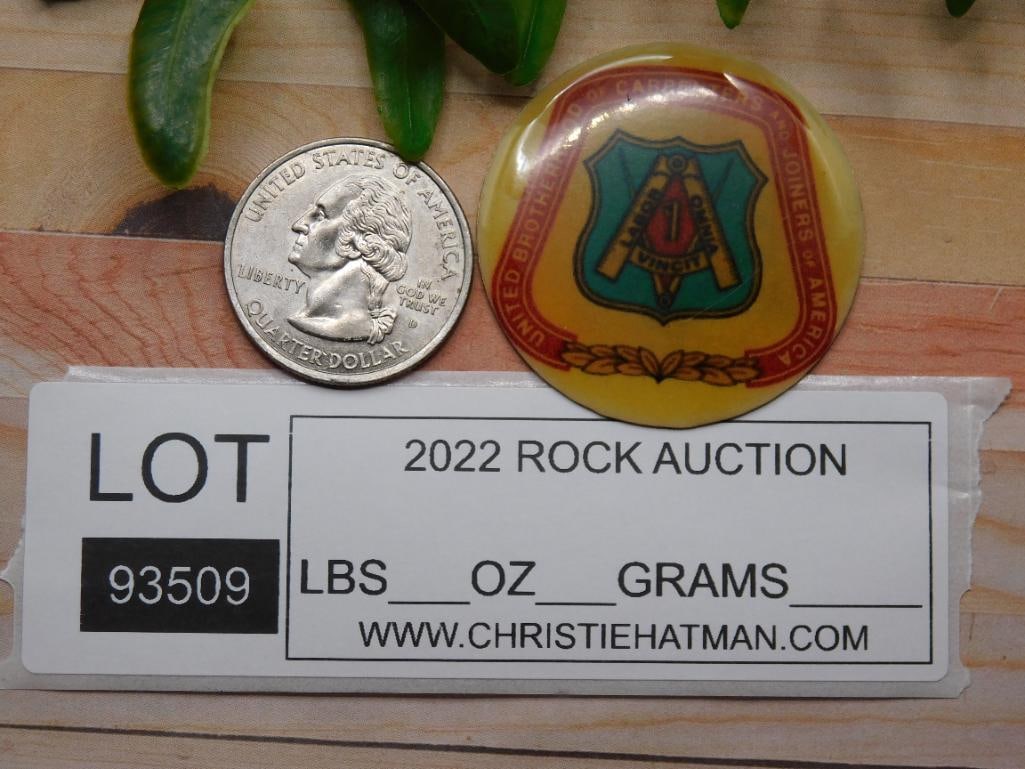 UNITED STATES OF AMERICA
LIBERTY
IN
GOD WE
TRUST
D
QUARTER DOLLAR
UNITED BROTHERHOOD OF CARPENTERS AND JOINERS OF AMERICA
LABOR OMNIA
VINCIT
LOT
93509
2022 ROCK AUCTION
LBS___OZ___GRAMS_____
WWW.CHRISTIEHATMAN.COM